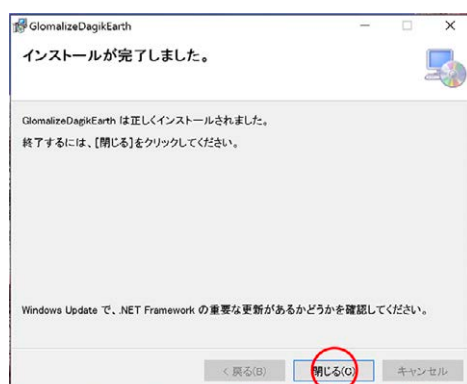 GlomalizeDagikEarth
インストールが完了しました。
GlomalizeDagikEarth は正しくインストールされました。
終了するには、[閉じる]をクリックしてください。
Windows Update で、.NET Framework の重要な更新があるかどうかを確認してください。
< 戻る(B) 閉じる(C) キャンセル